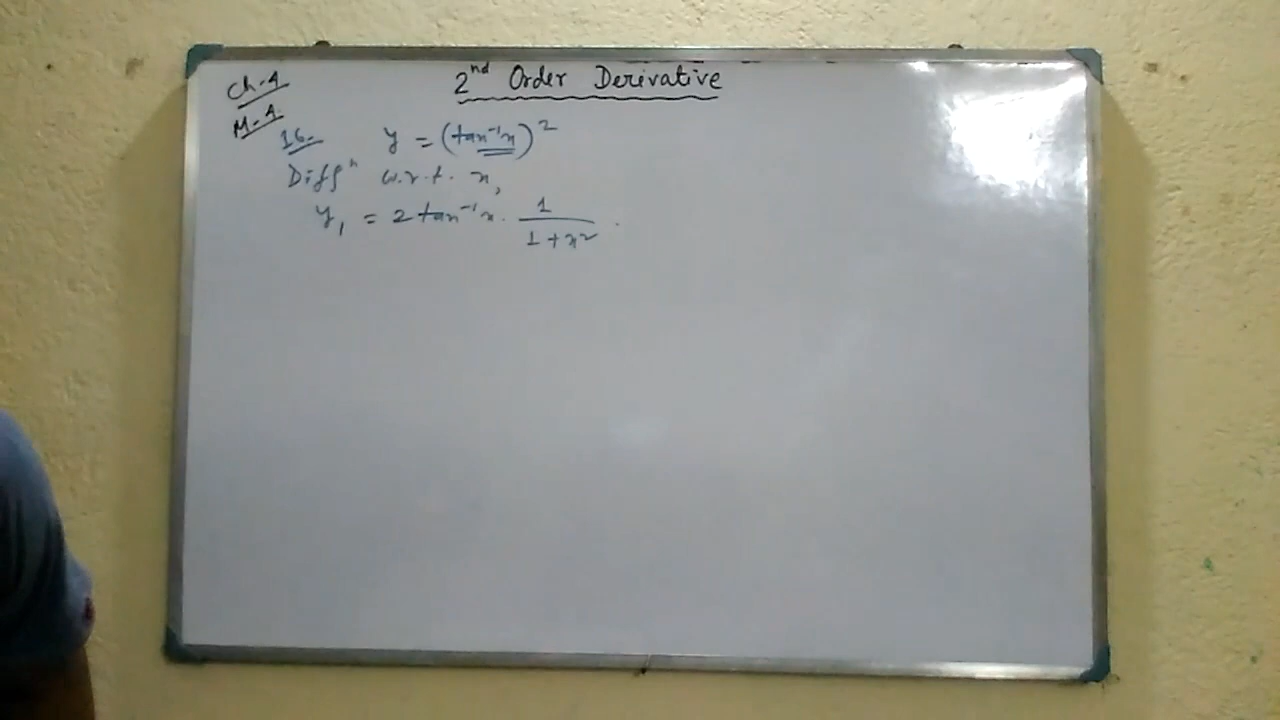 Ch-4
2nd Order Derivative
M-4
16. y = (tan⁻¹x)²
Diffⁿ w.r.t. x,
y₁ = 2 tan⁻¹x · 1/(1+x²) .